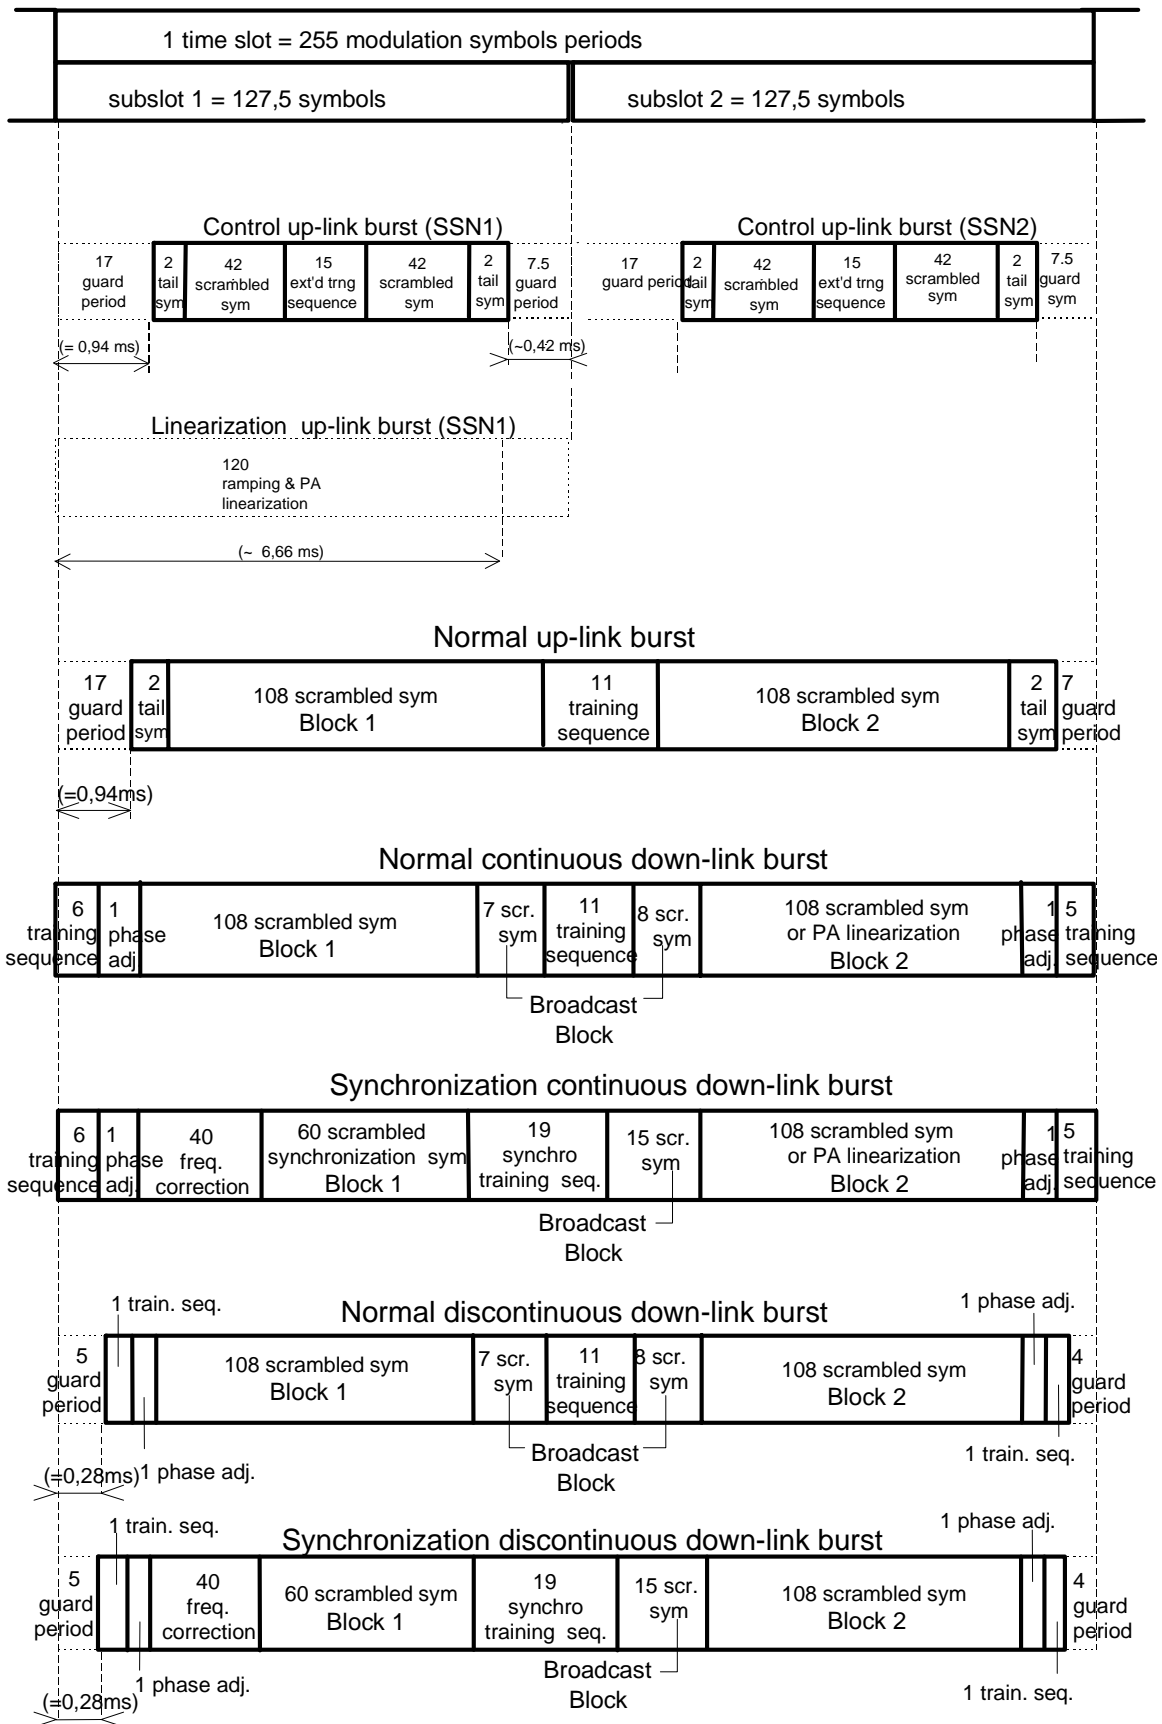 1 time slot = 255 modulation symbols periods
subslot 1 = 127,5 symbols
subslot 2 = 127,5 symbols
Control up-link burst (SSN1)
17
guard
period
2
tail
sym
42
scrambled
sym
15
ext'd trng
sequence
42
scrambled
sym
2
tail
sym
7.5
guard
period
(= 0,94 ms)
(~0,42 ms)
Control up-link burst (SSN2)
17
guard period
2
tail
sym
42
scrambled
sym
15
ext'd trng
sequence
42
scrambled
sym
2
tail
sym
7.5
guard
sym
Linearization up-link burst (SSN1)
120
ramping & PA
linearization
(~ 6,66 ms)
Normal up-link burst
17
guard
period
2
tail
sym
108 scrambled sym
Block 1
11
training
sequence
108 scrambled sym
Block 2
2
tail
sym
7
guard
period
(=0,94ms)
Normal continuous down-link burst
6
training
sequence
1
phase
adj.
108 scrambled sym
Block 1
7 scr.
sym
11
training
sequence
8 scr.
sym
108 scrambled sym
or PA linearization
Block 2
1
phase
adj.
5
training
sequence
Broadcast
Block
Synchronization continuous down-link burst
6
training
sequence
1
phase
adj.
40
freq.
correction
60 scrambled
synchronization sym
Block 1
19
synchro
training seq.
15 scr.
sym
108 scrambled sym
or PA linearization
Block 2
1
phase
adj.
5
training
sequence
Broadcast
Block
Normal discontinuous down-link burst
1 train. seq.
1 phase adj.
5
guard
period
108 scrambled sym
Block 1
7 scr.
sym
11
training
sequence
8 scr.
sym
108 scrambled sym
Block 2
4
guard
period
Broadcast
Block
1 train. seq.
(=0,28ms)
1 phase adj.
Synchronization discontinuous down-link burst
1 train. seq.
1 phase adj.
5
guard
period
40
freq.
correction
60 scrambled sym
Block 1
19
synchro
training seq.
15 scr.
sym
108 scrambled sym
Block 2
4
guard
period
Broadcast
Block
1 phase adj.
1 train. seq.
(=0,28ms)